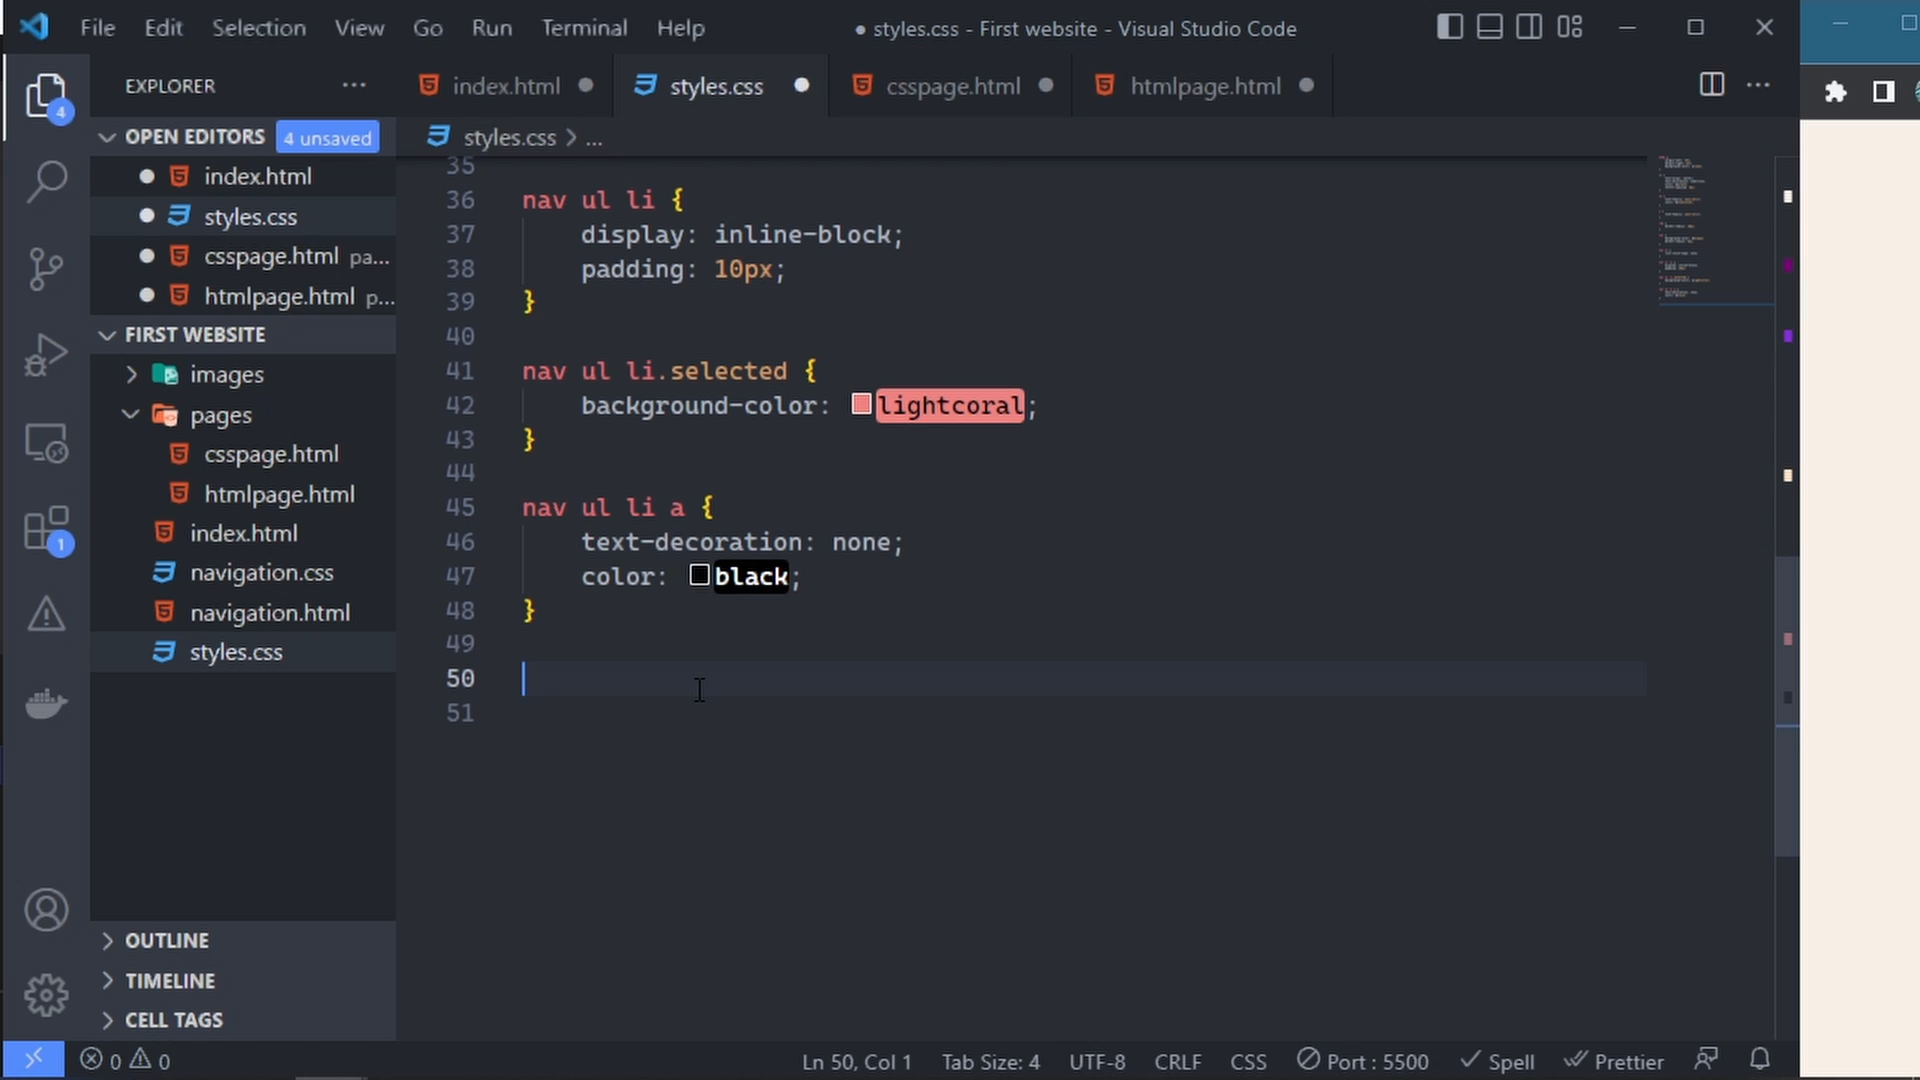 File Edit Selection View Go Run Terminal Help ● styles.css - First website - Visual Studio Code
EXPLORER ...
index.html styles.css csspage.html htmlpage.html ...
OPEN EDITORS 4 unsaved
4
styles.css > ...
index.html
styles.css
csspage.html pa...
htmlpage.html p...
FIRST WEBSITE
images
pages
csspage.html
htmlpage.html
index.html
1
navigation.css
navigation.html
styles.css
OUTLINE
TIMELINE
CELL TAGS
35
36 nav ul li {
37 display: inline-block;
38 padding: 10px;
39 }
40
41 nav ul li.selected {
42 background-color: lightcoral;
43 }
44
45 nav ul li a {
46 text-decoration: none;
47 color: black;
48 }
49
50
51
0 0 Ln 50, Col 1 Tab Size: 4 UTF-8 CRLF CSS Port : 5500 Spell Prettier